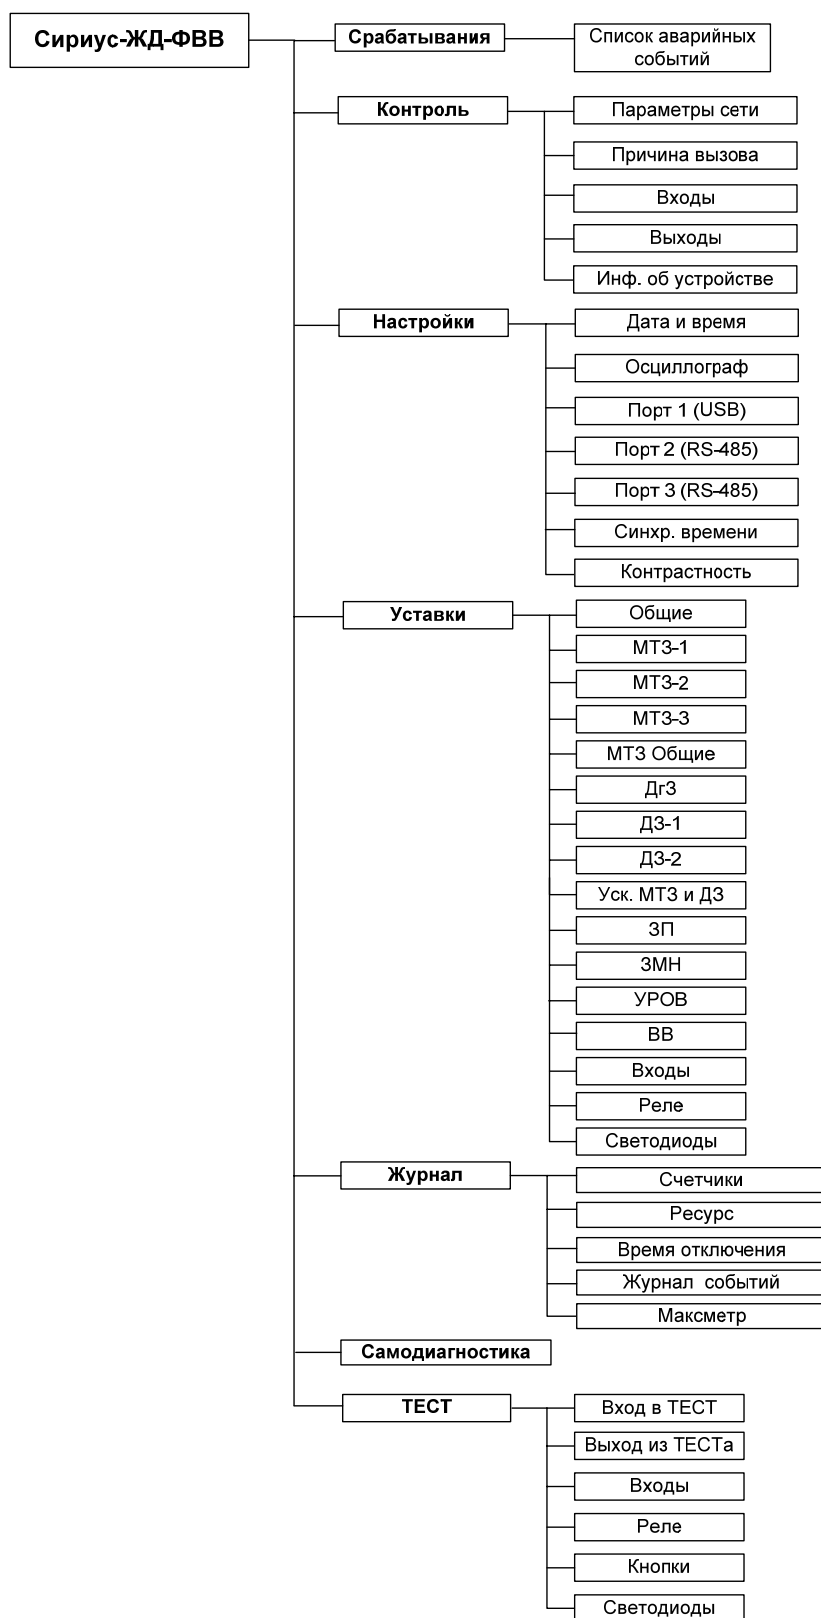 Сириус-ЖД-ФВВ
Срабатывания
Список аварийных
событий
Контроль
Параметры сети
Причина вызова
Входы
Выходы
Инф. об устройстве
Настройки
Дата и время
Осциллограф
Порт 1 (USB)
Порт 2 (RS-485)
Порт 3 (RS-485)
Синхр. времени
Контрастность
Уставки
Общие
МТЗ-1
МТЗ-2
МТЗ-3
МТЗ Общие
ДгЗ
ДЗ-1
ДЗ-2
Уск. МТЗ и ДЗ
ЗП
ЗМН
УРОВ
ВВ
Входы
Реле
Светодиоды
Журнал
Счетчики
Ресурс
Время отключения
Журнал событий
Максметр
Самодиагностика
ТЕСТ
Вход в ТЕСТ
Выход из ТЕСТа
Входы
Реле
Кнопки
Светодиоды